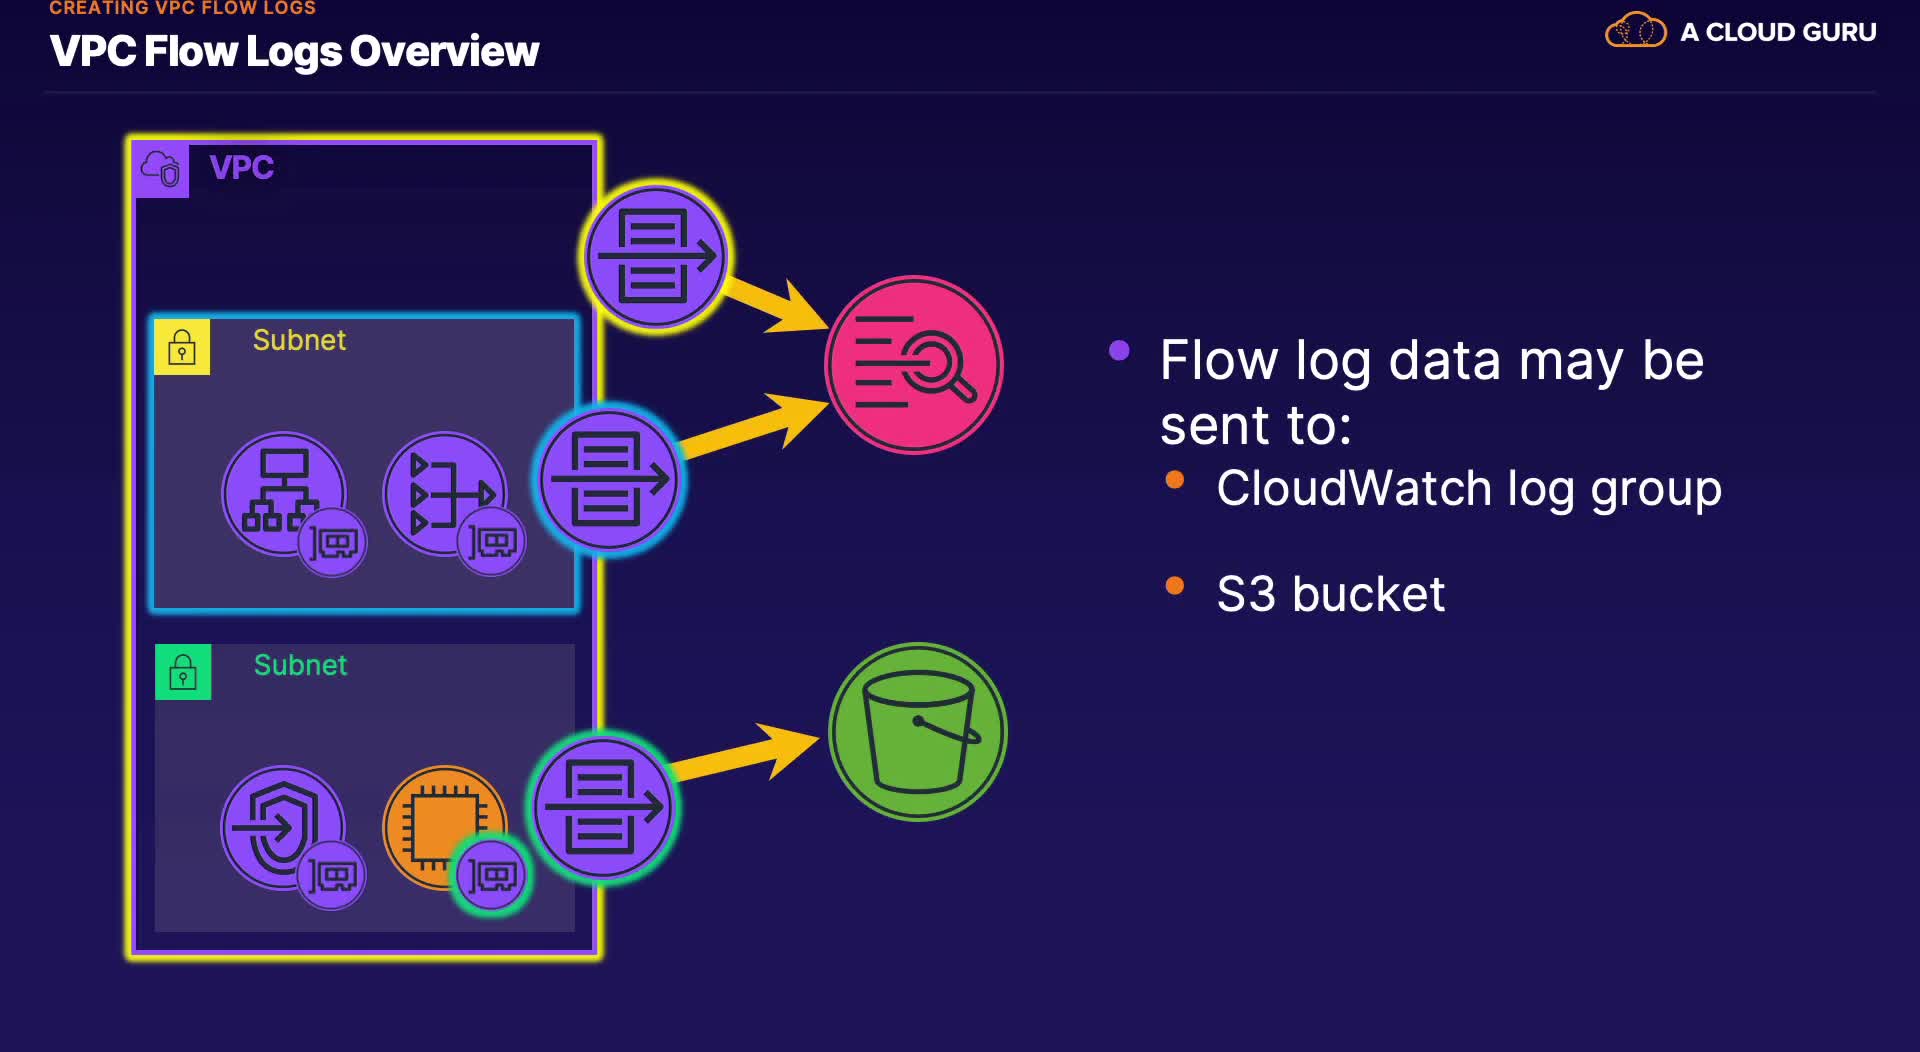 CREATING VPC FLOW LOGS
VPC Flow Logs Overview
A CLOUD GURU
VPC
Subnet
Subnet
Flow log data may be
sent to:
CloudWatch log group
S3 bucket